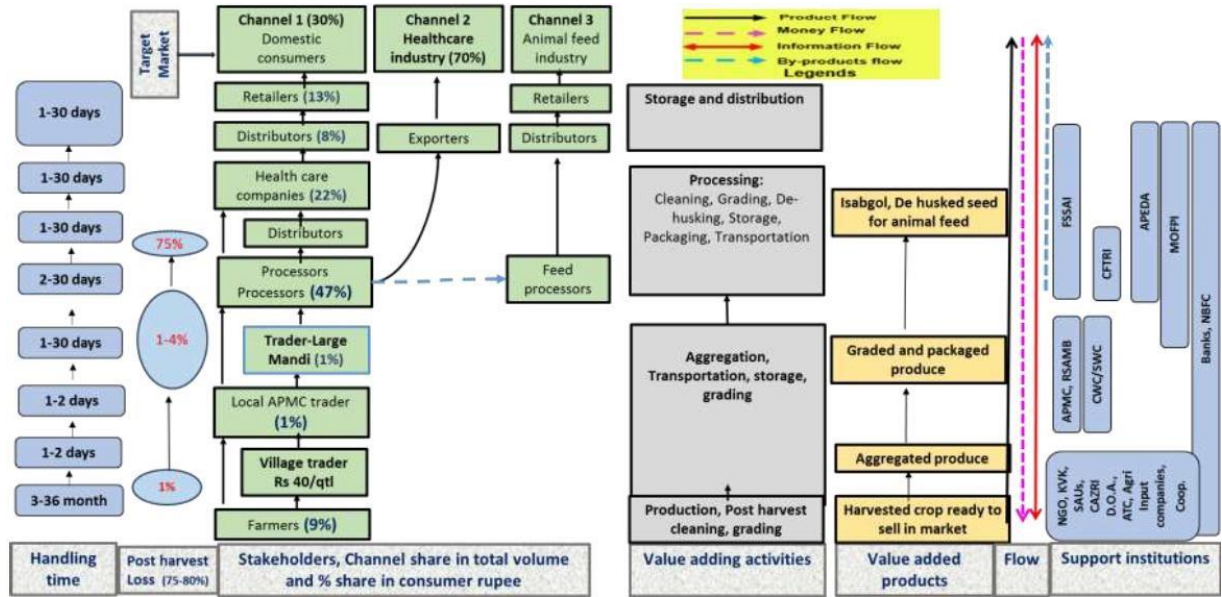 Target
Market
Channel 1 (30%)
Domestic
consumers
Channel 2
Healthcare
industry (70%)
Channel 3
Animal feed
industry
Product Flow
Money Flow
Information Flow
By-products flow
Legends
1-30 days
1-30 days
1-30 days
2-30 days
1-30 days
1-2 days
1-2 days
3-36 month
75%
1-4%
1%
Retailers (13%)
Distributors (8%)
Health care
companies (22%)
Distributors
Processors
Processors (47%)
Trader-Large
Mandi (1%)
Local APMC trader
(1%)
Village trader
Rs 40/qtl
Farmers (9%)
Exporters
Retailers
Distributors
Feed
processors
Storage and distribution
Processing:
Cleaning, Grading, De-
husking, Storage,
Packaging, Transportation
Aggregation,
Transportation, storage,
grading
Production, Post harvest
cleaning, grading
Isabgol, De husked seed
for animal feed
Graded and packaged
produce
Aggregated produce
Harvested crop ready to
sell in market
FSSAI
CFTRI
APEDA
MOFPI
Banks, NBFC
APMC, RSAMB
CWC/SWC
NGO, KVK,
SAUs,
CAZRI
D.O.A.,
ATC, Agri
Input
companies,
Coop.
Handling
time
Post harvest
Loss (75-80%)
Stakeholders, Channel share in total volume
and % share in consumer rupee
Value adding activities
Value added
products
Flow
Support institutions